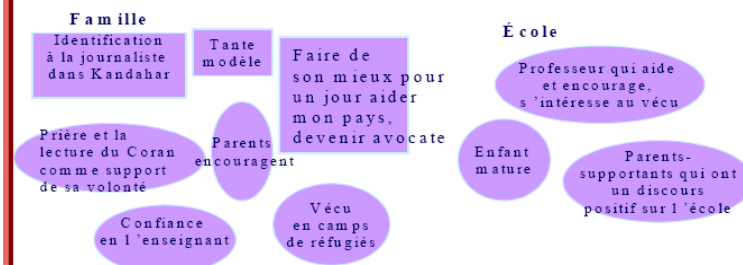 Famille
Identification
à la journaliste
dans Kandahar
Tante
modèle
Faire de
son mieux pour
un jour aider
mon pays,
devenir avocate
Prière et la
lecture du Coran
comme support
de sa volonté
Parents
encouragent
Confiance
en l ’enseignant
Vécu
en camps
de réfugiés
École
Professeur qui aide
et encourage,
s ’intéresse au vécu
Enfant
mature
Parents-
supportants qui ont
un discours
positif sur l ’école